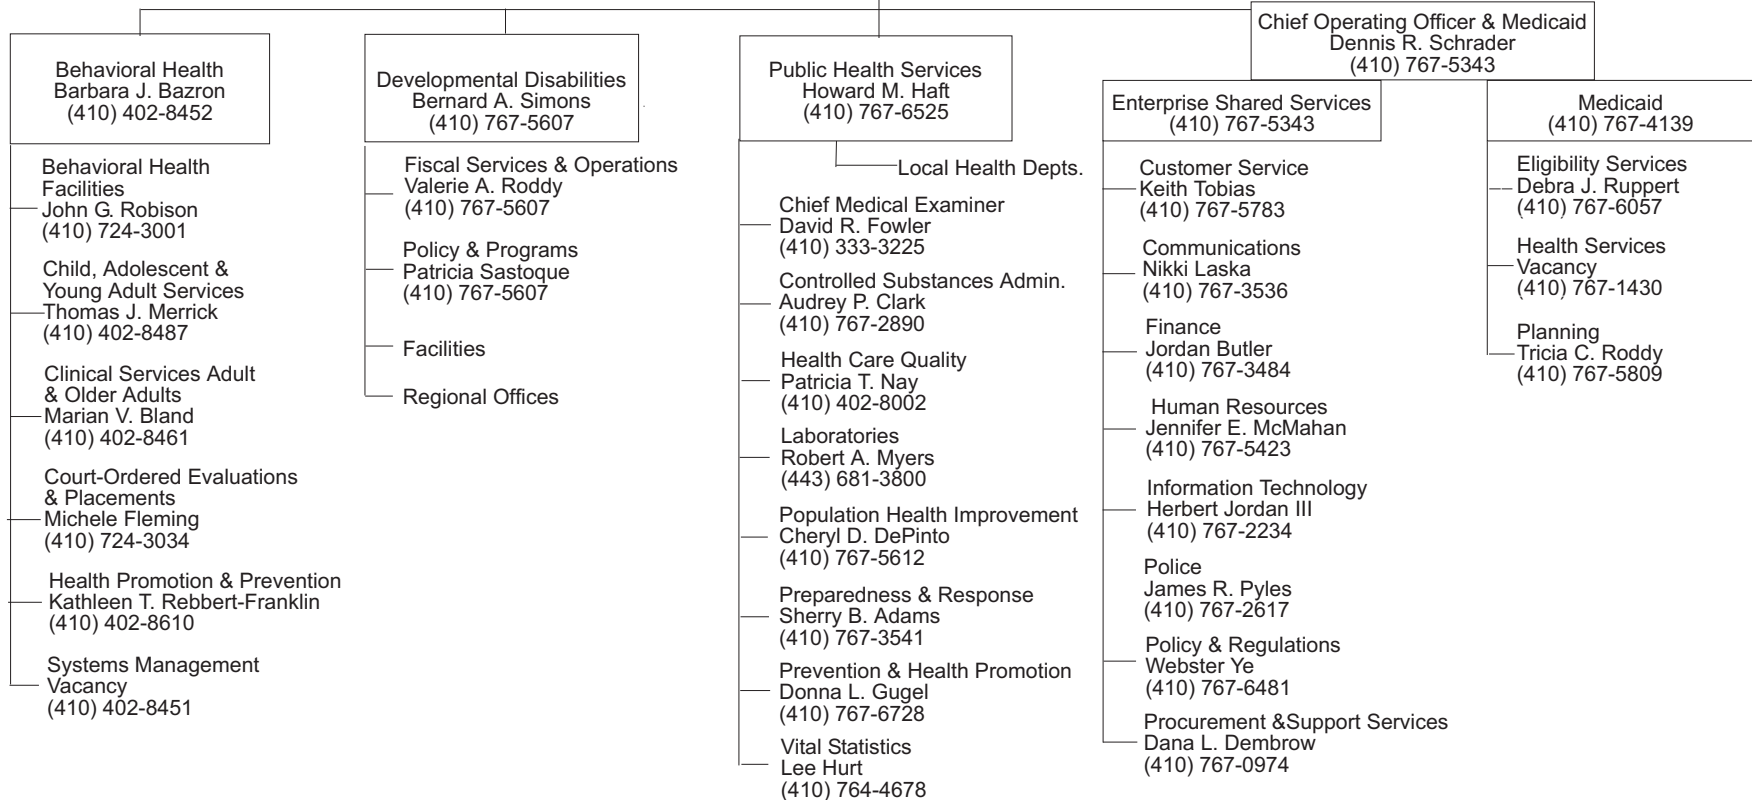 Chief Operating Officer & Medicaid
Dennis R. Schrader
(410) 767-5343
Behavioral Health
Barbara J. Bazron
(410) 402-8452
Behavioral Health
Facilities
John G. Robison
(410) 724-3001
Child, Adolescent &
Young Adult Services
Thomas J. Merrick
(410) 402-8487
Clinical Services Adult
& Older Adults
Marian V. Bland
(410) 402-8461
Court-Ordered Evaluations
& Placements
Michele Fleming
(410) 724-3034
Health Promotion & Prevention
Kathleen T. Rebbert-Franklin
(410) 402-8610
Systems Management
Vacancy
(410) 402-8451
Developmental Disabilities
Bernard A. Simons
(410) 767-5607
Fiscal Services & Operations
Valerie A. Roddy
(410) 767-5607
Policy & Programs
Patricia Sastoque
(410) 767-5607
Facilities
Regional Offices
Public Health Services
Howard M. Haft
(410) 767-6525
Local Health Depts.
Chief Medical Examiner
David R. Fowler
(410) 333-3225
Controlled Substances Admin.
Audrey P. Clark
(410) 767-2890
Health Care Quality
Patricia T. Nay
(410) 402-8002
Laboratories
Robert A. Myers
(443) 681-3800
Population Health Improvement
Cheryl D. DePinto
(410) 767-5612
Preparedness & Response
Sherry B. Adams
(410) 767-3541
Prevention & Health Promotion
Donna L. Gugel
(410) 767-6728
Vital Statistics
Lee Hurt
(410) 764-4678
Enterprise Shared Services
(410) 767-5343
Customer Service
Keith Tobias
(410) 767-5783
Communications
Nikki Laska
(410) 767-3536
Finance
Jordan Butler
(410) 767-3484
Human Resources
Jennifer E. McMahan
(410) 767-5423
Information Technology
Herbert Jordan III
(410) 767-2234
Police
James R. Pyles
(410) 767-2617
Policy & Regulations
Webster Ye
(410) 767-6481
Procurement &Support Services
Dana L. Dembrow
(410) 767-0974
Medicaid
(410) 767-4139
Eligibility Services
Debra J. Ruppert
(410) 767-6057
Health Services
Vacancy
(410) 767-1430
Planning
Tricia C. Roddy
(410) 767-5809